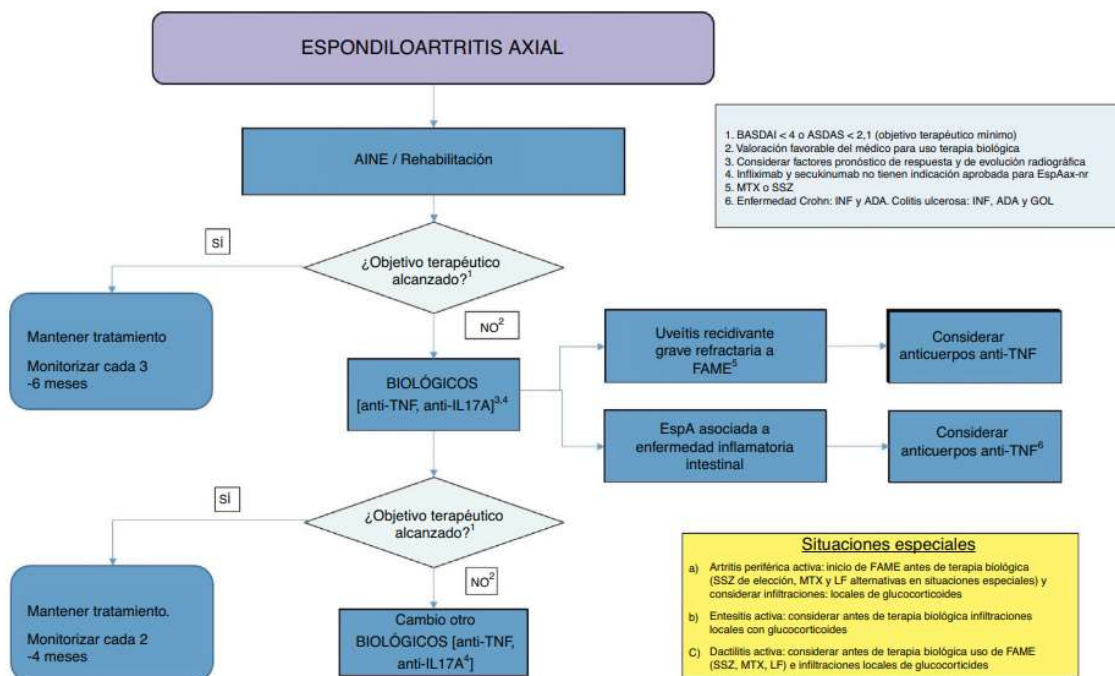 ESPONDILOARTRITIS AXIAL
AINE / Rehabilitación
1. BASDAI < 4 o ASDAS < 2,1 (objetivo terapéutico mínimo)
2. Valoración favorable del médico para uso terapia biológica
3. Considerar factores pronóstico de respuesta y de evolución radiográfica
4. Infliximab y secukinumab no tienen indicación aprobada para EspAax-nr
5. MTX o SSZ
6. Enfermedad Crohn: INF y ADA. Colitis ulcerosa: INF, ADA y GOL
SÍ
¿Objetivo terapéutico
alcanzado?1
Mantener tratamiento
Monitorizar cada 3
-6 meses
NO2
BIOLÓGICOS
[anti-TNF, anti-IL17A]3,4
Uveítis recidivante
grave refractaria a
FAME5
Considerar
anticuerpos anti-TNF
EspA asociada a
enfermedad inflamatoria
intestinal
Considerar
anticuerpos anti-TNF6
SÍ
¿Objetivo terapéutico
alcanzado?1
Mantener tratamiento.
Monitorizar cada 2
-4 meses
NO2
Cambio otro
BIOLÓGICOS [anti-TNF,
anti-IL17A4]
Situaciones especiales
a) Artritis periférica activa: inicio de FAME antes de terapia biológica
(SSZ de elección, MTX y LF alternativas en situaciones especiales) y
considerar infiltraciones: locales de glucocorticoides
b) Entesitis activa: considerar antes de terapia biológica infiltraciones
locales con glucocorticoides
C) Dactilitis activa: considerar antes de terapia biológica uso de FAME
(SSZ, MTX, LF) e infiltraciones locales de glucocorticides